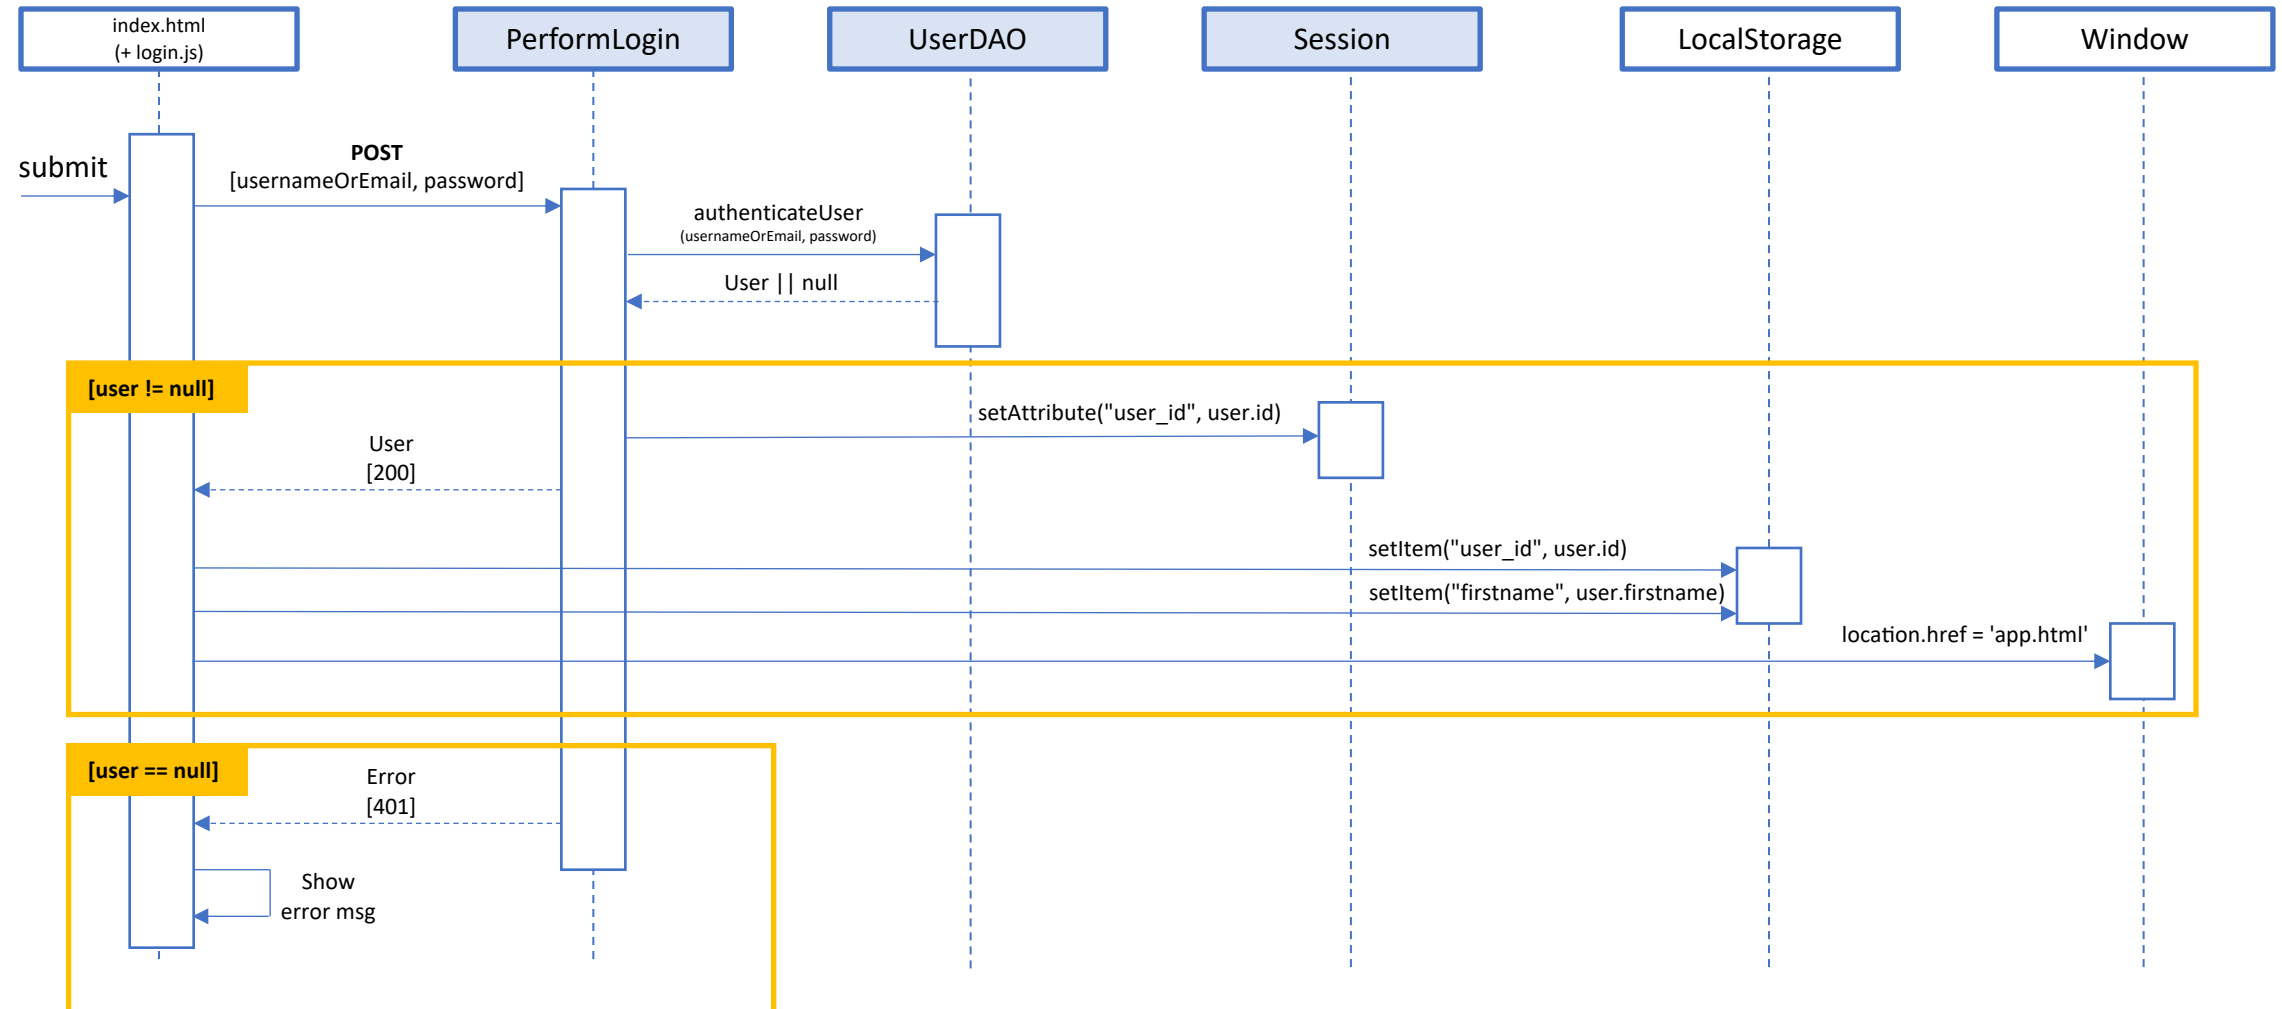 index.html
(+ login.js)
PerformLogin
UserDAO
Session
LocalStorage
Window
submit
POST
[usernameOrEmail, password]
authenticateUser
(usernameOrEmail, password)
User || null
[user != null]
setAttribute("user_id", user.id)
User
[200]
setItem("user_id", user.id)
setItem("firstname", user.firstname)
location.href = 'app.html'
[user == null]
Error
[401]
Show
error msg